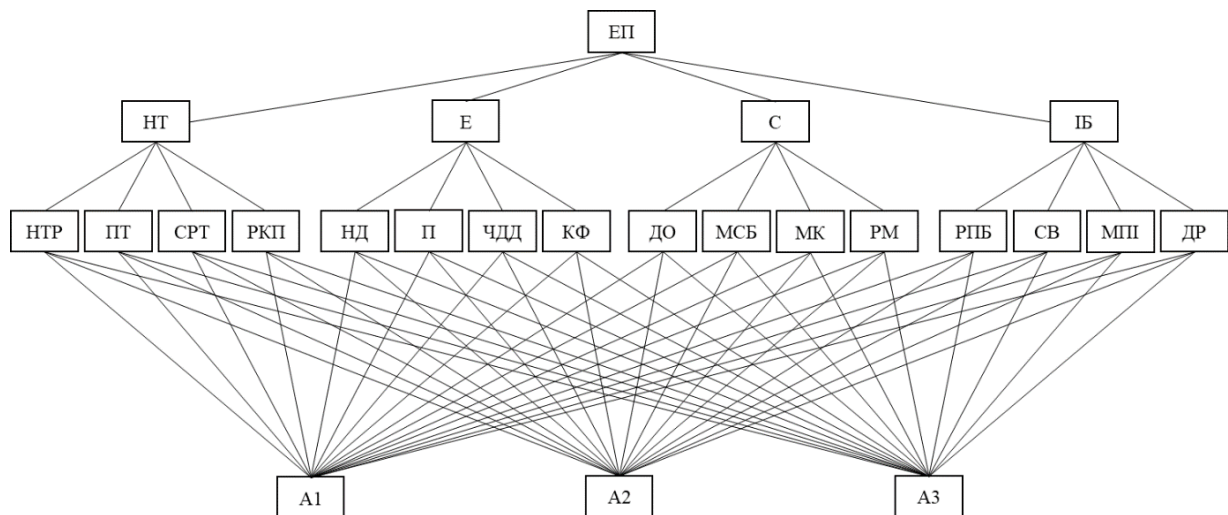 ЕП
НТ Е С ІБ
НТР ПТ СРТ РКП НД П ЧДД КФ ДО МСБ МК РМ РПБ СВ МПІ ДР
А1 А2 А3